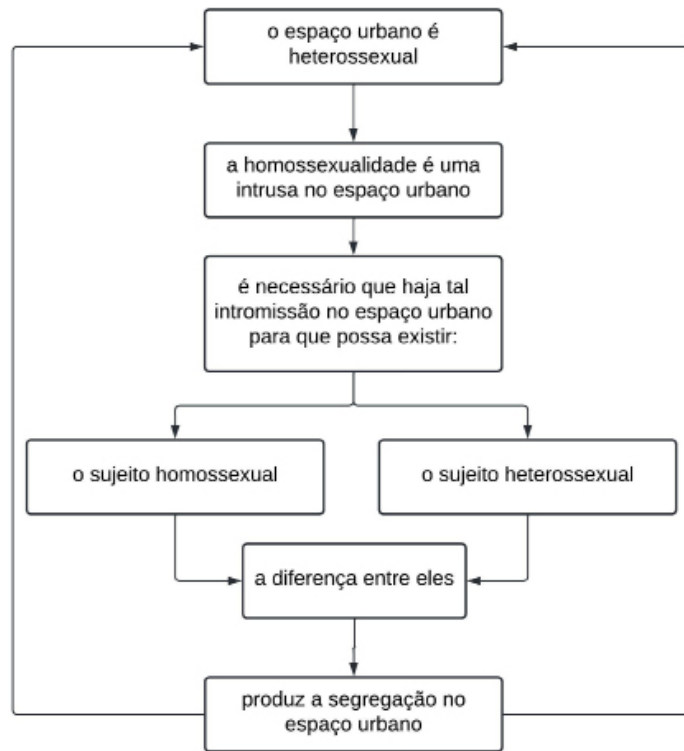 o espaço urbano é
heterossexual
a homossexualidade é uma
intrusa no espaço urbano
é necessário que haja tal
intromissão no espaço urbano
para que possa existir:
o sujeito homossexual
o sujeito heterossexual
a diferença entre eles
produz a segregação no
espaço urbano